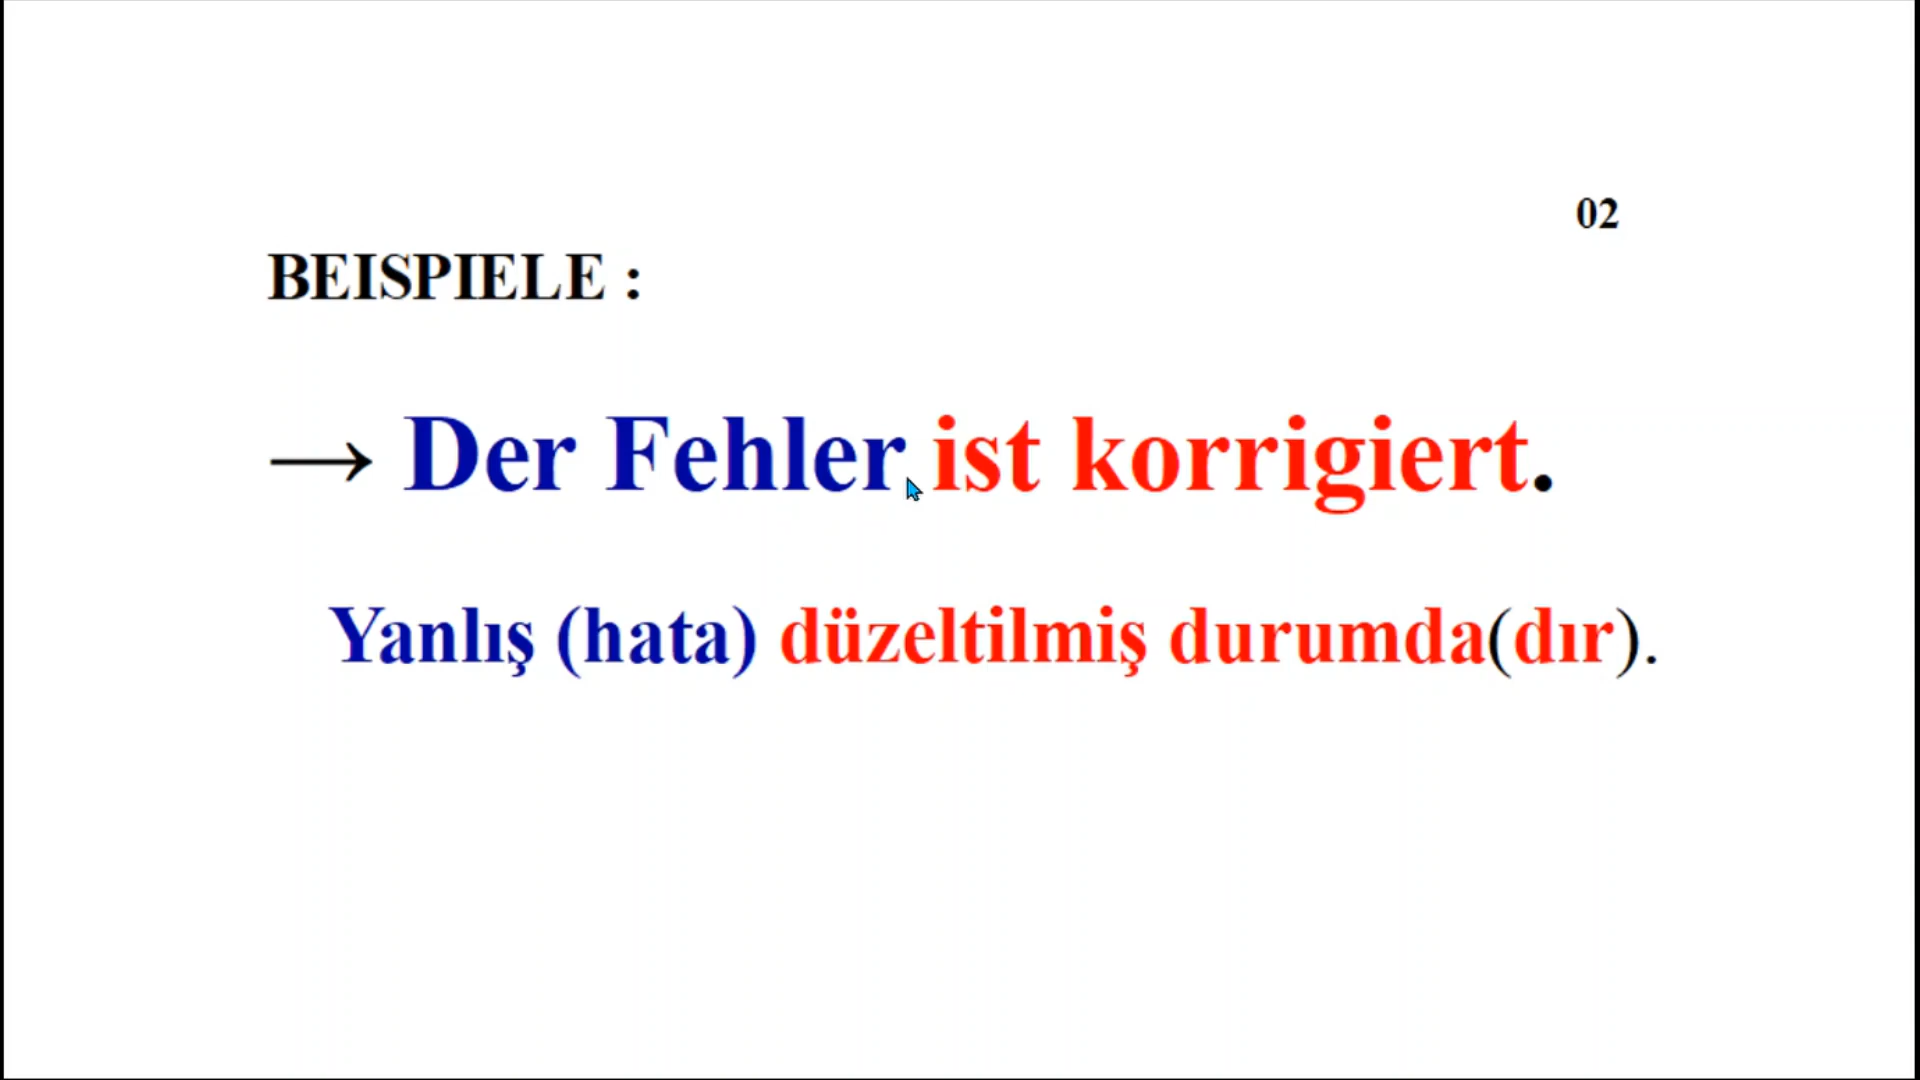 02
BEISPIELE :
→ Der Fehler ist korrigiert.
Yanlış (hata) düzeltilmiş durumda(dır).